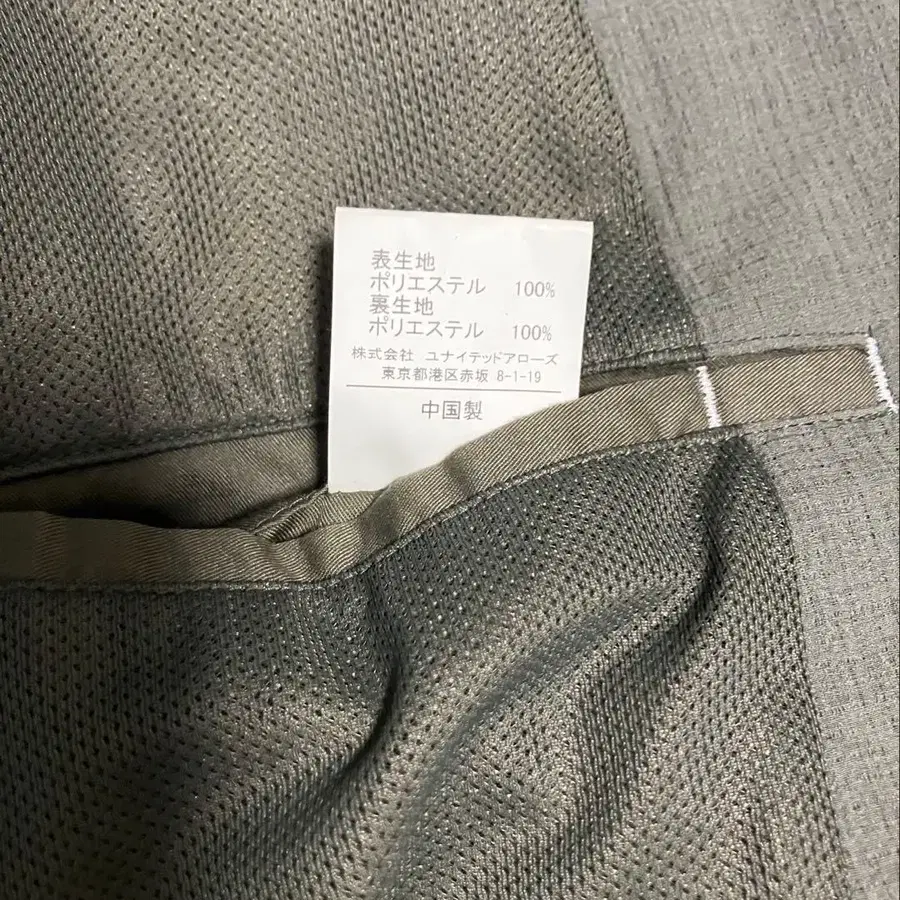 表生地
ポリエステル 100%
裏生地
ポリエステル 100%
株式会社 ユナイテッドアローズ
東京都港区赤坂 8-1-19
中国製